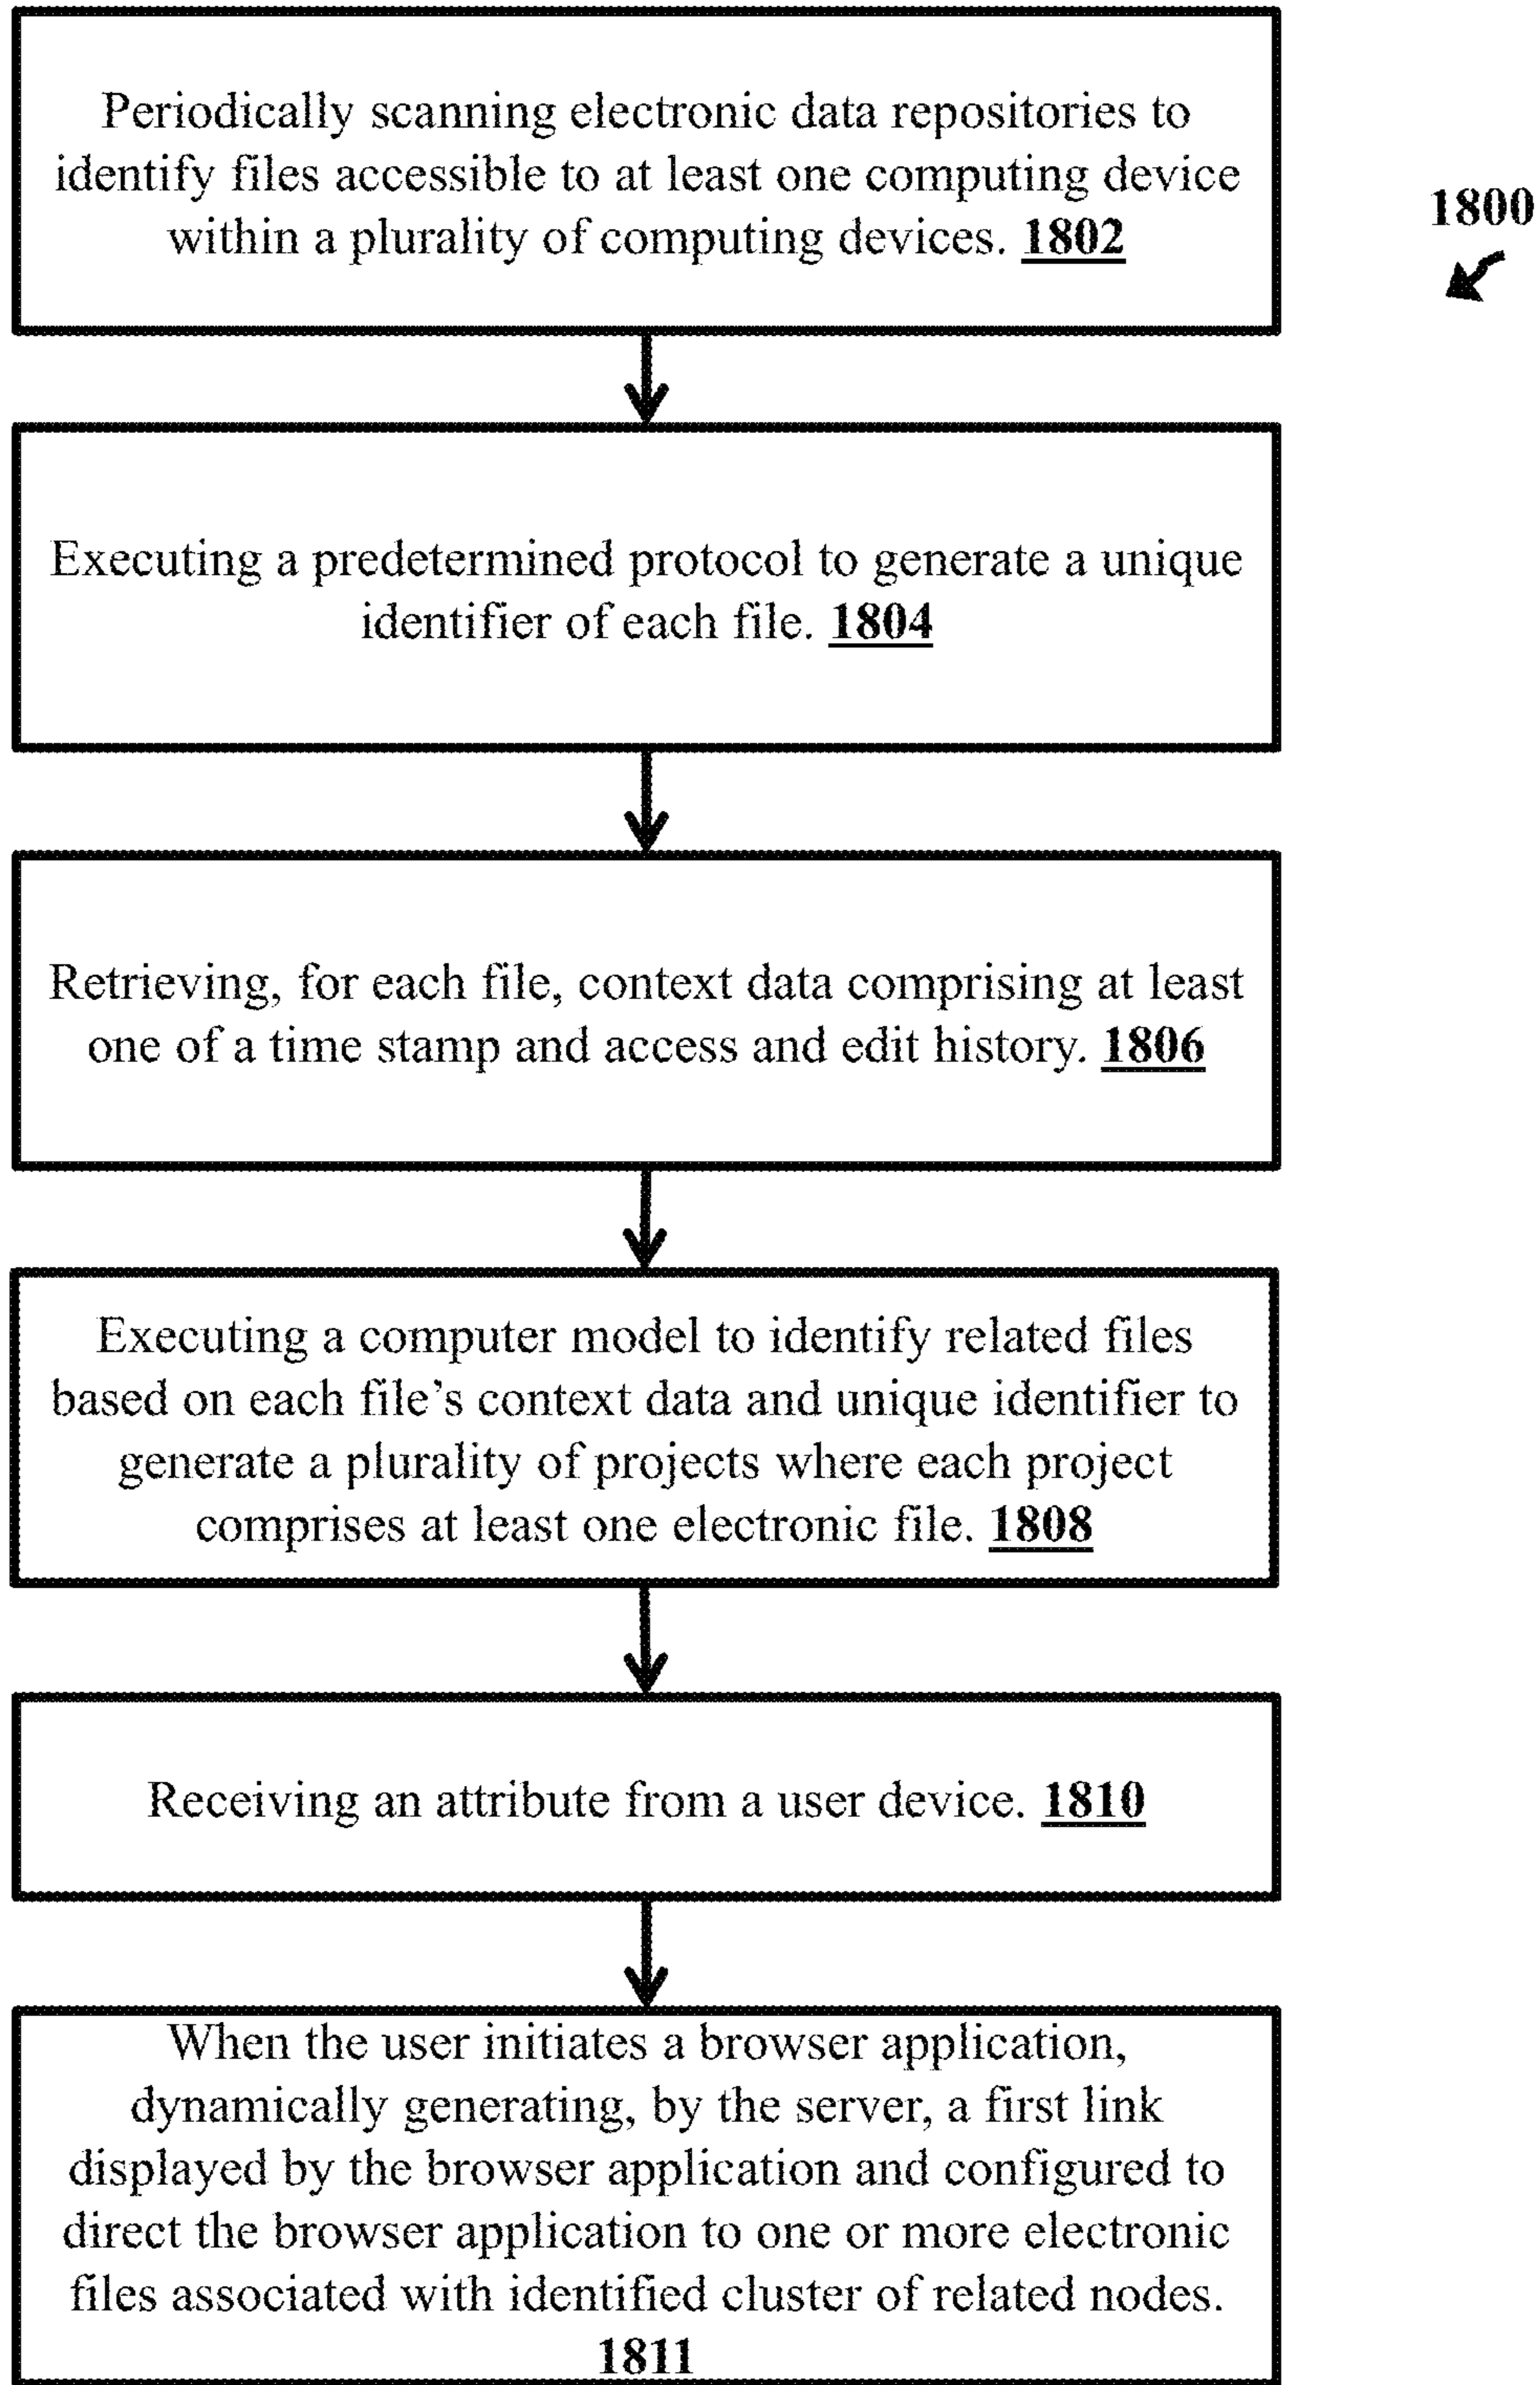 Periodically scanning electronic data repositories to
identify files accessible to at least one computing device
within a plurality of computing devices. 1802
1800
Executing a predetermined protocol to generate a unique
identifier of each file. 1804
Retrieving, for each file, context data comprising at least
one of a time stamp and access and edit history. 1806
Executing a computer model to identify related files
based on each file’s context data and unique identifier to
generate a plurality of projects where each project
comprises at least one electronic file. 1808
Receiving an attribute from a user device. 1810
When the user initiates a browser application,
dynamically generating, by the server, a first link
displayed by the browser application and configured to
direct the browser application to one or more electronic
files associated with identified cluster of related nodes.
1811